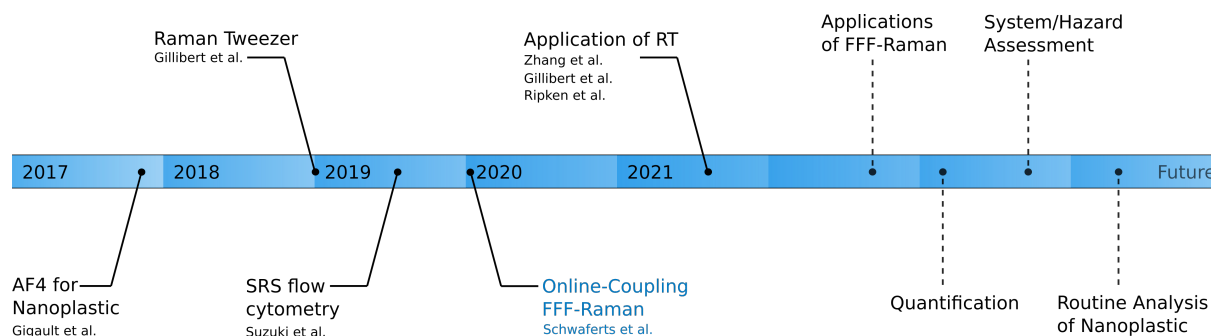 Raman Tweezer
Gillibert et al.
Application of RT
Zhang et al.
Gillibert et al.
Ripken et al.
Applications
of FFF-Raman
System/Hazard
Assessment
2017
2018
2019
2020
2021
Future
AF4 for
Nanoplastic
Gigault et al.
SRS flow
cytometry
Suzuki et al.
Online-Coupling
FFF-Raman
Schwaferts et al.
Quantification
Routine Analysis
of Nanoplastic